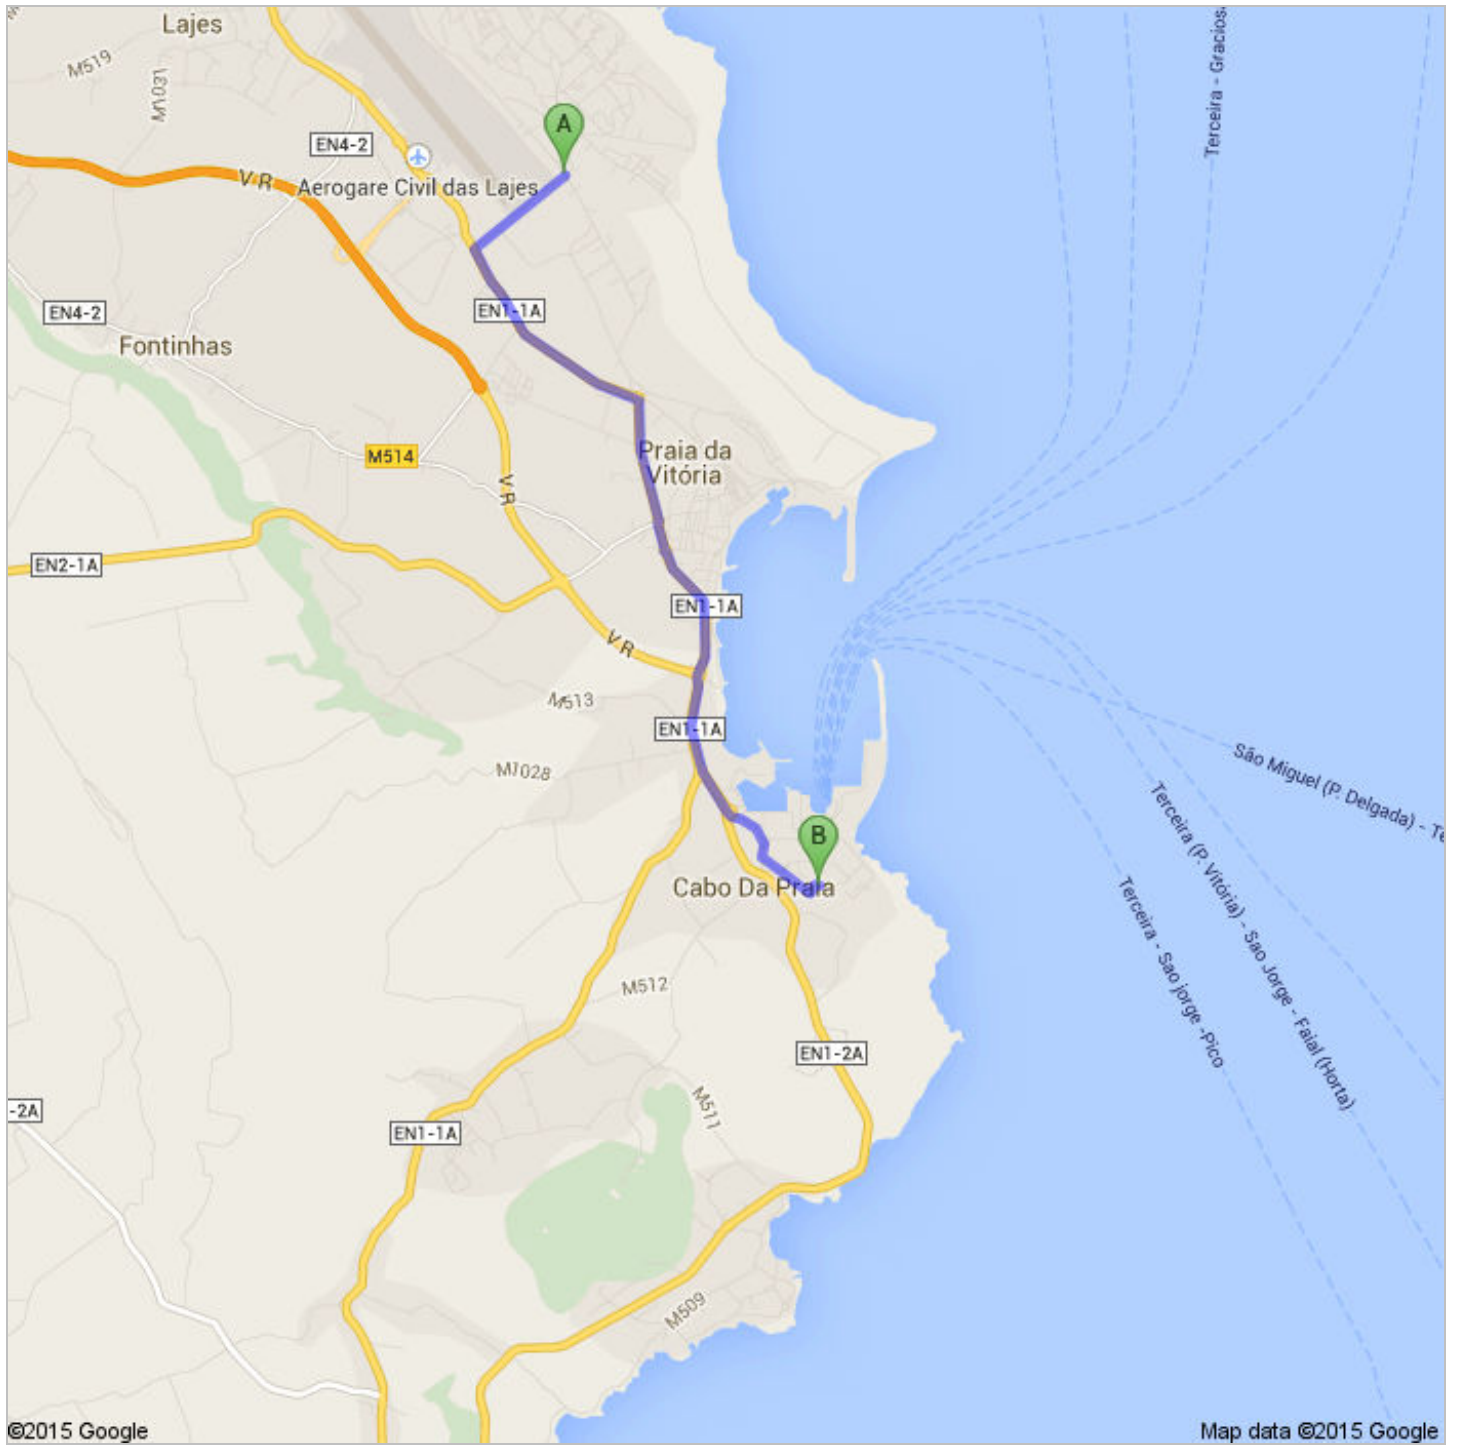 Lajes
M519
M1031
Terceira - Gracios
A
EN4-2
V R
Aerogare Civil das Lajes
EN4-2
EN1-1A
Fontinhas
M514
Praia da
Vitória
V R
EN2-1A
EN1-1A
V R
M513
EN1-1A
M1028
São Miguel (P. Delgada) - Te
Terceira (P. Vitória) - Sao Jorge - Faial (Horta)
B
Cabo Da Praia
Terceira - Sao jorge -Pico
M512
EN1-2A
-2A
M511
EN1-1A
M509
©2015 Google
Map data ©2015 Google